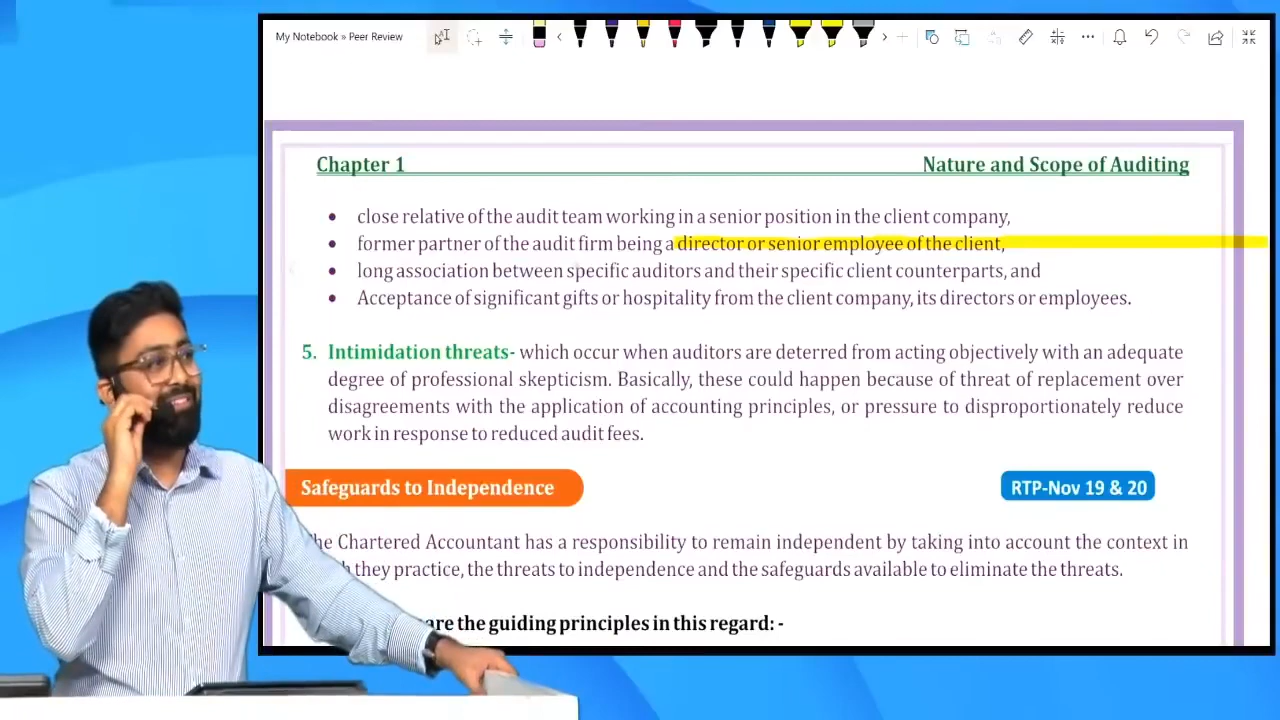 My Notebook » Peer Review
Chapter 1 Nature and Scope of Auditing
• close relative of the audit team working in a senior position in the client company,
• former partner of the audit firm being a director or senior employee of the client,
• long association between specific auditors and their specific client counterparts, and
• Acceptance of significant gifts or hospitality from the client company, its directors or employees.
5. Intimidation threats- which occur when auditors are deterred from acting objectively with an adequate
degree of professional skepticism. Basically, these could happen because of threat of replacement over
disagreements with the application of accounting principles, or pressure to disproportionately reduce
work in response to reduced audit fees.
Safeguards to Independence RTP-Nov 19 & 20
Chartered Accountant has a responsibility to remain independent by taking into account the context in
they practice, the threats to independence and the safeguards available to eliminate the threats.
are the guiding principles in this regard: -